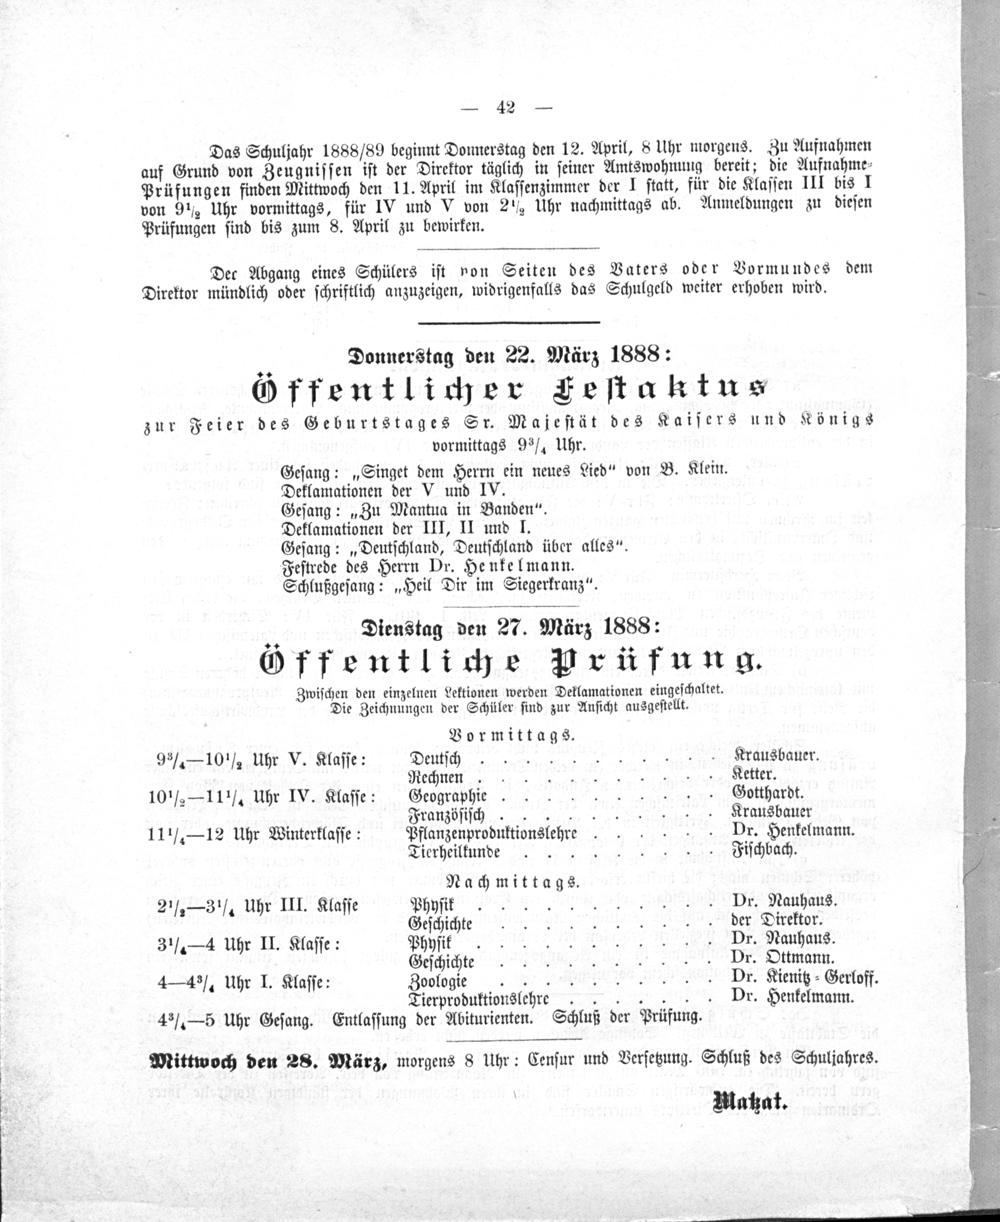 — 42 —
Das Schuljahr 1888/89 beginnt Donnerstag den 12. April, 8 Uhr morgens. Zu Aufnahmen
auf Grund von Zeugnissen ist der Direktor täglich in seiner Amtswohnung bereit; die Aufnahme-
Prüfungen finden Mittwoch den 11. April im Klassenzimmer der I statt, für die Klassen III bis I
von 9¹/₂ Uhr vormittags, für IV und V von 2¹/₂ Uhr nachmittags ab. Anmeldungen zu diesen
Prüfungen sind bis zum 8. April zu bewirken.
Der Abgang eines Schülers ist von Seiten des Vaters oder Vormundes dem
Direktor mündlich oder schriftlich anzuzeigen, widrigenfalls das Schulgeld weiter erhoben wird.
Donnerstag den 22. März 1888:
Öffentlicher Festaktus
zur Feier des Geburtstages Sr. Majestät des Kaisers und Königs
vormittags 9³/₄ Uhr.
Gesang: „Singet dem Herrn ein neues Lied“ von B. Klein.
Deklamationen der V und IV.
Gesang: „Zu Mantua in Banden“.
Deklamationen der III, II und I.
Gesang: „Deutschland, Deutschland über alles“.
Festrede des Herrn Dr. Henkelmann.
Schlußgesang: „Heil Dir im Siegerkranz“.
Dienstag den 27. März 1888:
Öffentliche Prüfung.
Zwischen den einzelnen Lektionen werden Deklamationen eingeschaltet.
Die Zeichnungen der Schüler sind zur Ansicht ausgestellt.
Vormittags.
9³/₄—10¹/₂ Uhr V. Klasse: Deutsch . . . . . . . . . . Krausbauer.
Rechnen . . . . . . . . . . Ketter.
10¹/₂—11¹/₄ Uhr IV. Klasse: Geographie . . . . . . . . . Gotthardt.
Französisch . . . . . . . . . Krausbauer
11¹/₄—12 Uhr Winterklasse: Pflanzenproduktionslehre . . . . . . Dr. Henkelmann.
Tierheilkunde . . . . . . . . Fischbach.
Nachmittags.
2¹/₂—3¹/₄ Uhr III. Klasse Physik . . . . . . . . . . Dr. Nauhaus.
Geschichte . . . . . . . . . der Direktor.
3¹/₄—4 Uhr II. Klasse: Physik . . . . . . . . . . Dr. Nauhaus.
Geschichte . . . . . . . . . Dr. Ottmann.
4—4³/₄ Uhr I. Klasse: Zoologie . . . . . . . . . . Dr. Kienitz-Gerloff.
Tierproduktionslehre . . . . . . . Dr. Henkelmann.
4³/₄—5 Uhr Gesang. Entlassung der Abiturienten. Schluß der Prüfung.
Mittwoch den 28. März, morgens 8 Uhr: Censur und Versetzung. Schluß des Schuljahres.
Matzat.